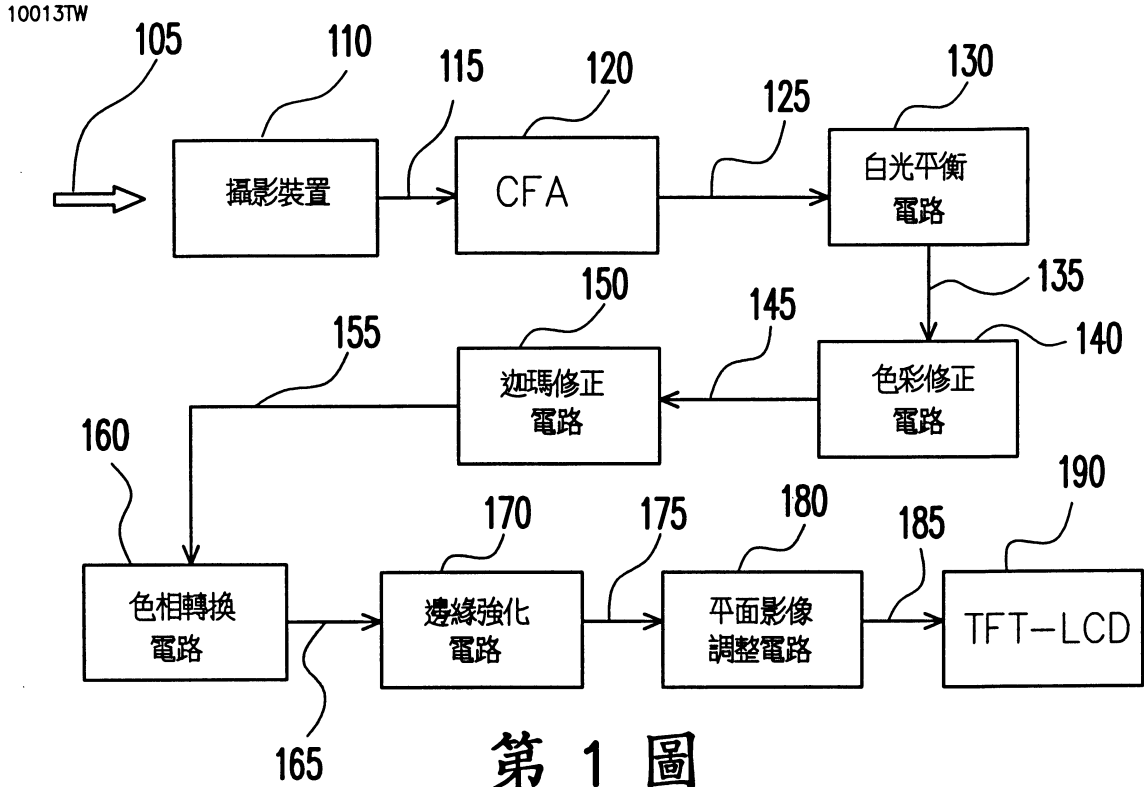 10013TW
105
110
115
120
125
130
攝影裝置
CFA
白光平衡
電路
135
155
150
145
140
迦瑪修正
電路
色彩修正
電路
160
170
175
180
185
190
色相轉換
電路
邊緣強化
電路
平面影像
調整電路
TFT-LCD
165
第 1 圖